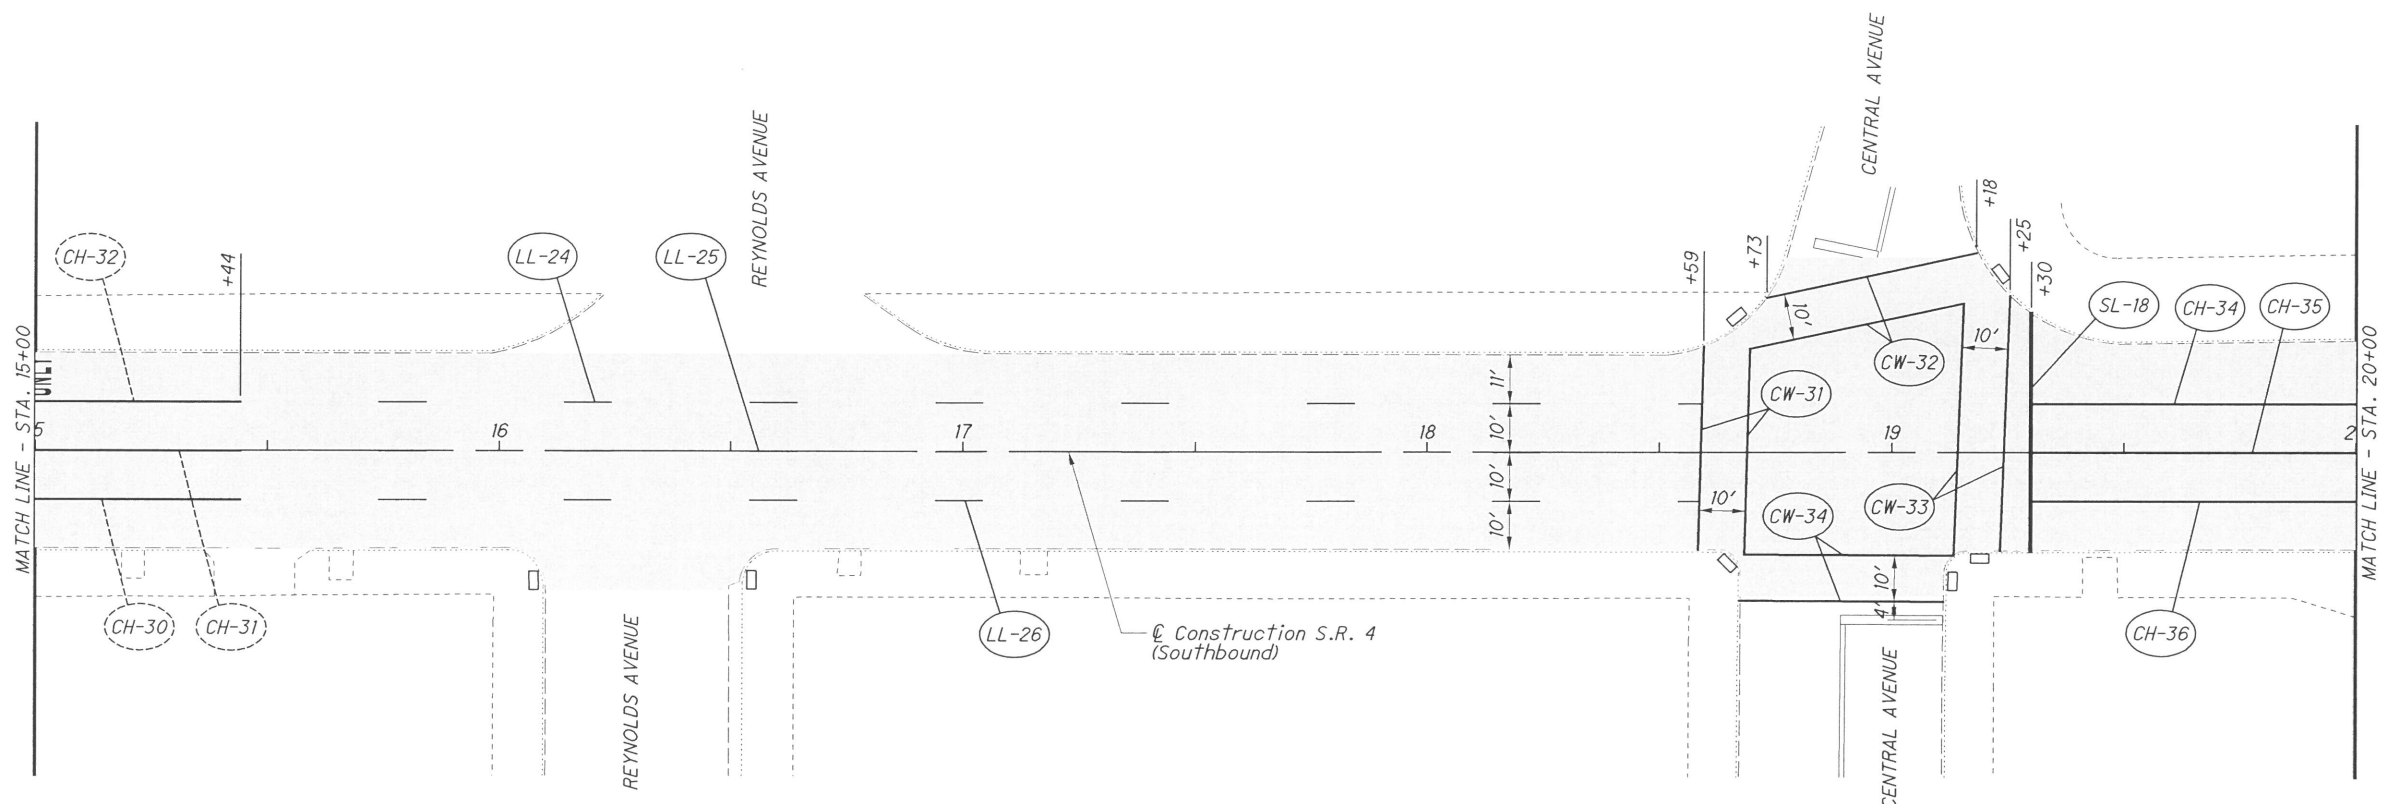 CENTRAL AVENUE
REYNOLDS AVENUE
+18
+25
+30
+73
+59
+44
CH-32
LL-24
LL-25
SL-18
CH-34
CH-35
10'
10'
CW-32
CW-31
11'
10'
10'
10'
MATCH LINE - STA. 15+00
5
16
17
18
19
2
MATCH LINE - STA. 20+00
10'
CW-34
CW-33
10'
4'
CH-30
CH-31
LL-26
℄ Construction S.R. 4
(Southbound)
CH-36
REYNOLDS AVENUE
CENTRAL AVENUE